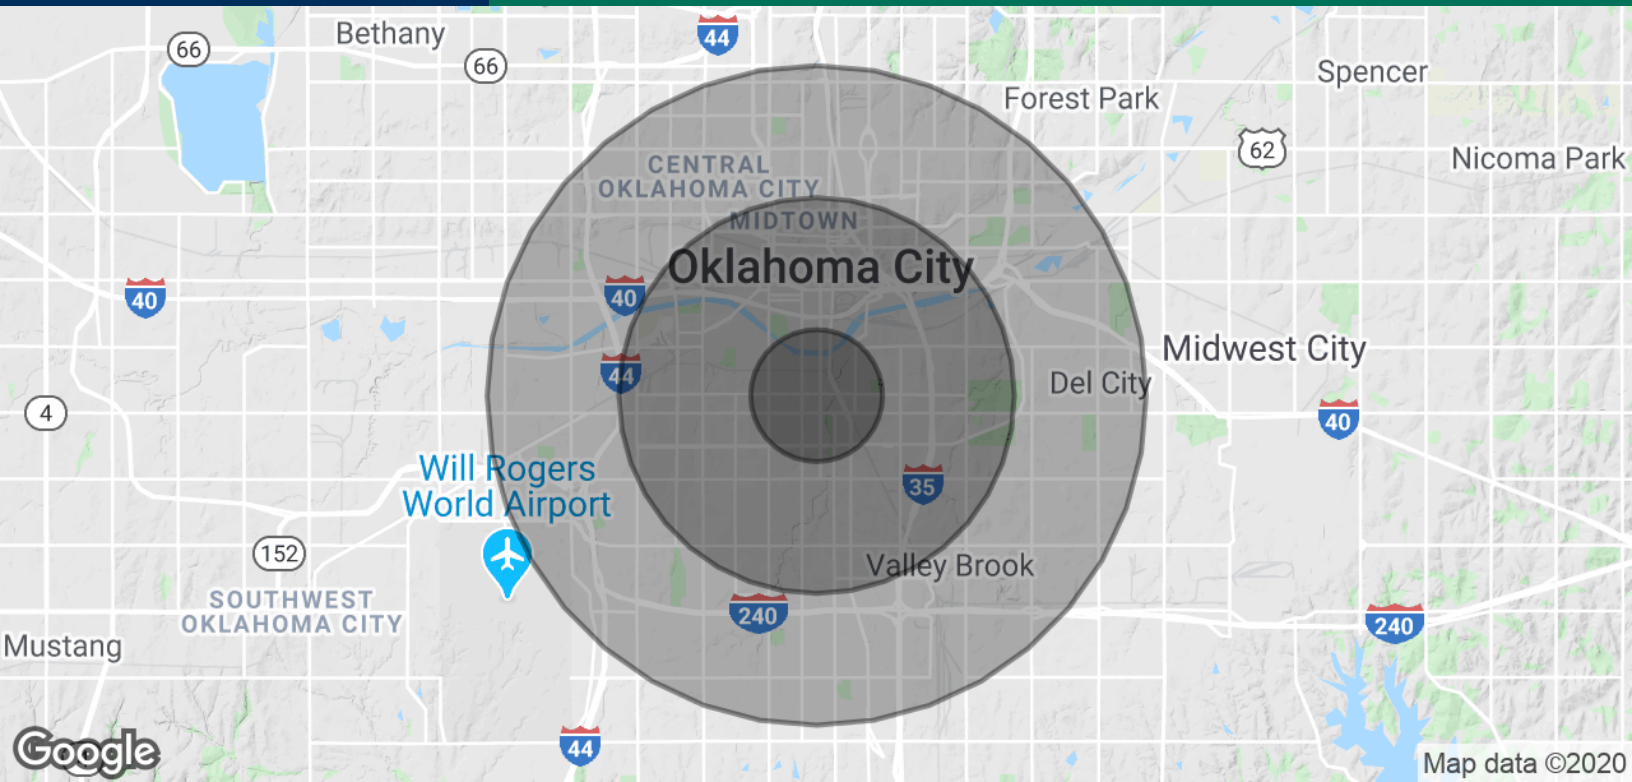 Bethany
44
66
66
Spencer
Forest Park
62
Nicoma Park
CENTRAL
OKLAHOMA CITY
MIDTOWN
Oklahoma City
40
40
Midwest City
44
Del City
4
40
Will Rogers
World Airport
35
152
Valley Brook
SOUTHWEST
OKLAHOMA CITY
240
240
Mustang
44
Google
Map data ©2020